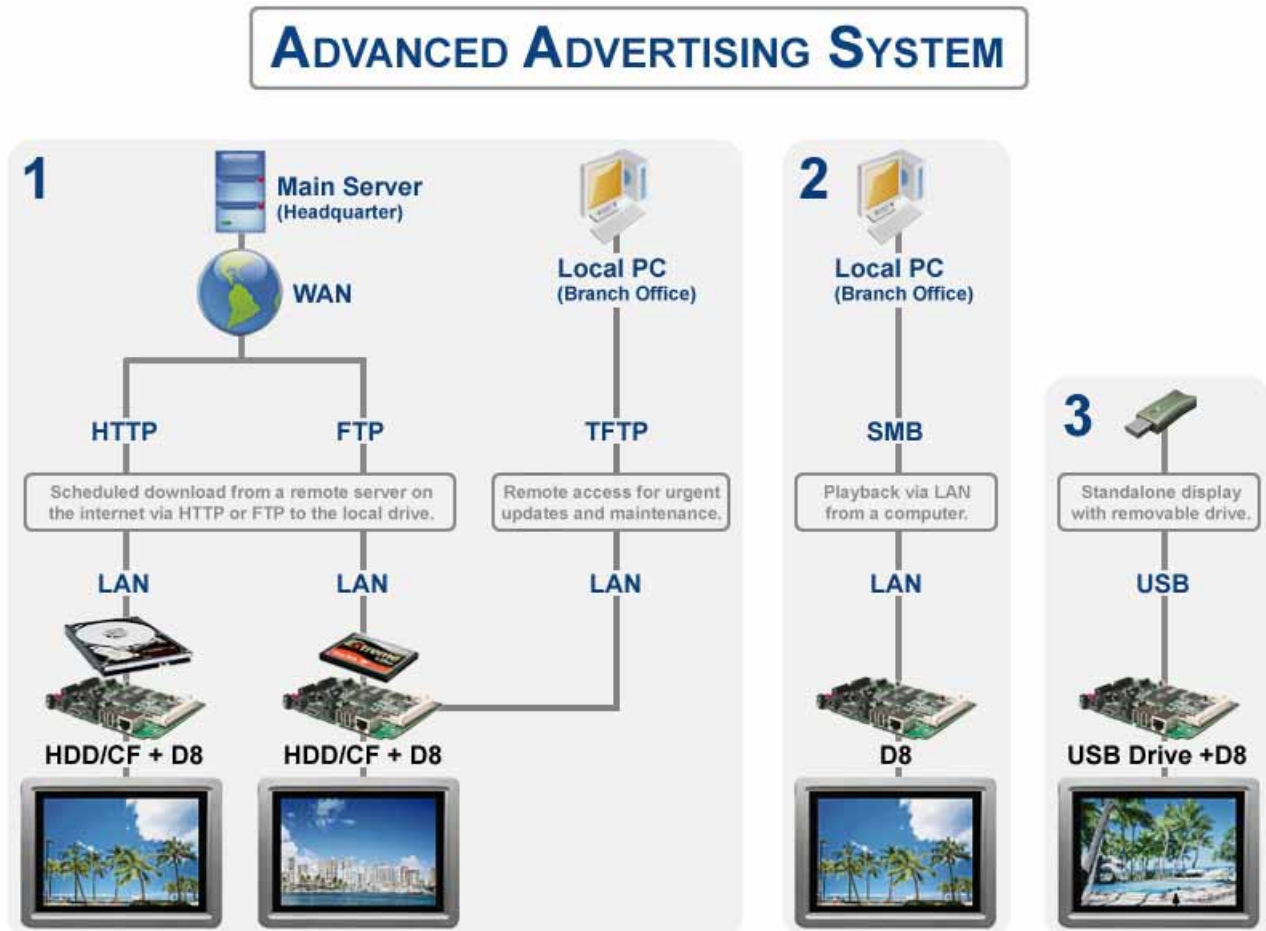 ADVANCED ADVERTISING SYSTEM
1
Main Server
(Headquarter)
WAN
Local PC
(Branch Office)
HTTP
FTP
TFTP
Scheduled download from a remote server on
the internet via HTTP or FTP to the local drive.
Remote access for urgent
updates and maintenance.
LAN
LAN
LAN
Extreme
HDD/CF + D8
HDD/CF + D8
2
Local PC
(Branch Office)
SMB
Playback via LAN
from a computer.
LAN
D8
3
Standalone display
with removable drive.
USB
USB Drive +D8